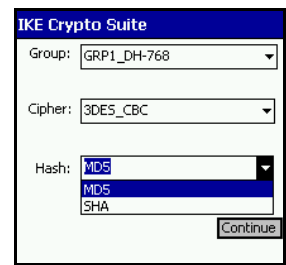 IKE Crypto Suite
Group: GRP1_DH-768
Cipher: 3DES_CBC
Hash: MD5
MD5
SHA
Continue